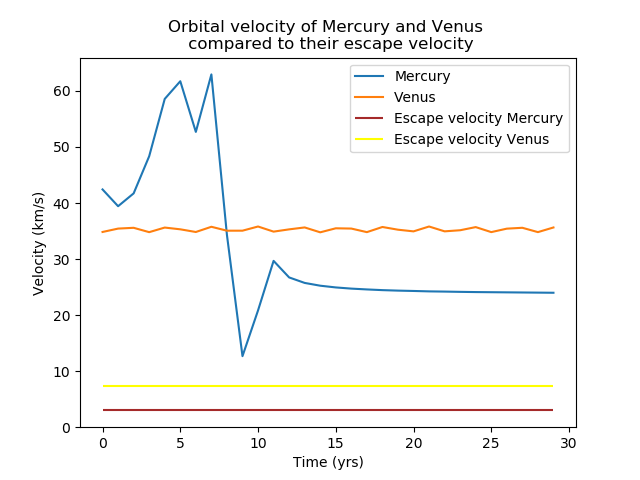 Orbital velocity of Mercury and Venus
compared to their escape velocity
Mercury
Venus
Escape velocity Mercury
Escape velocity Venus
Velocity (km/s)
60
50
40
30
20
10
0
0 5 10 15 20 25 30
Time (yrs)